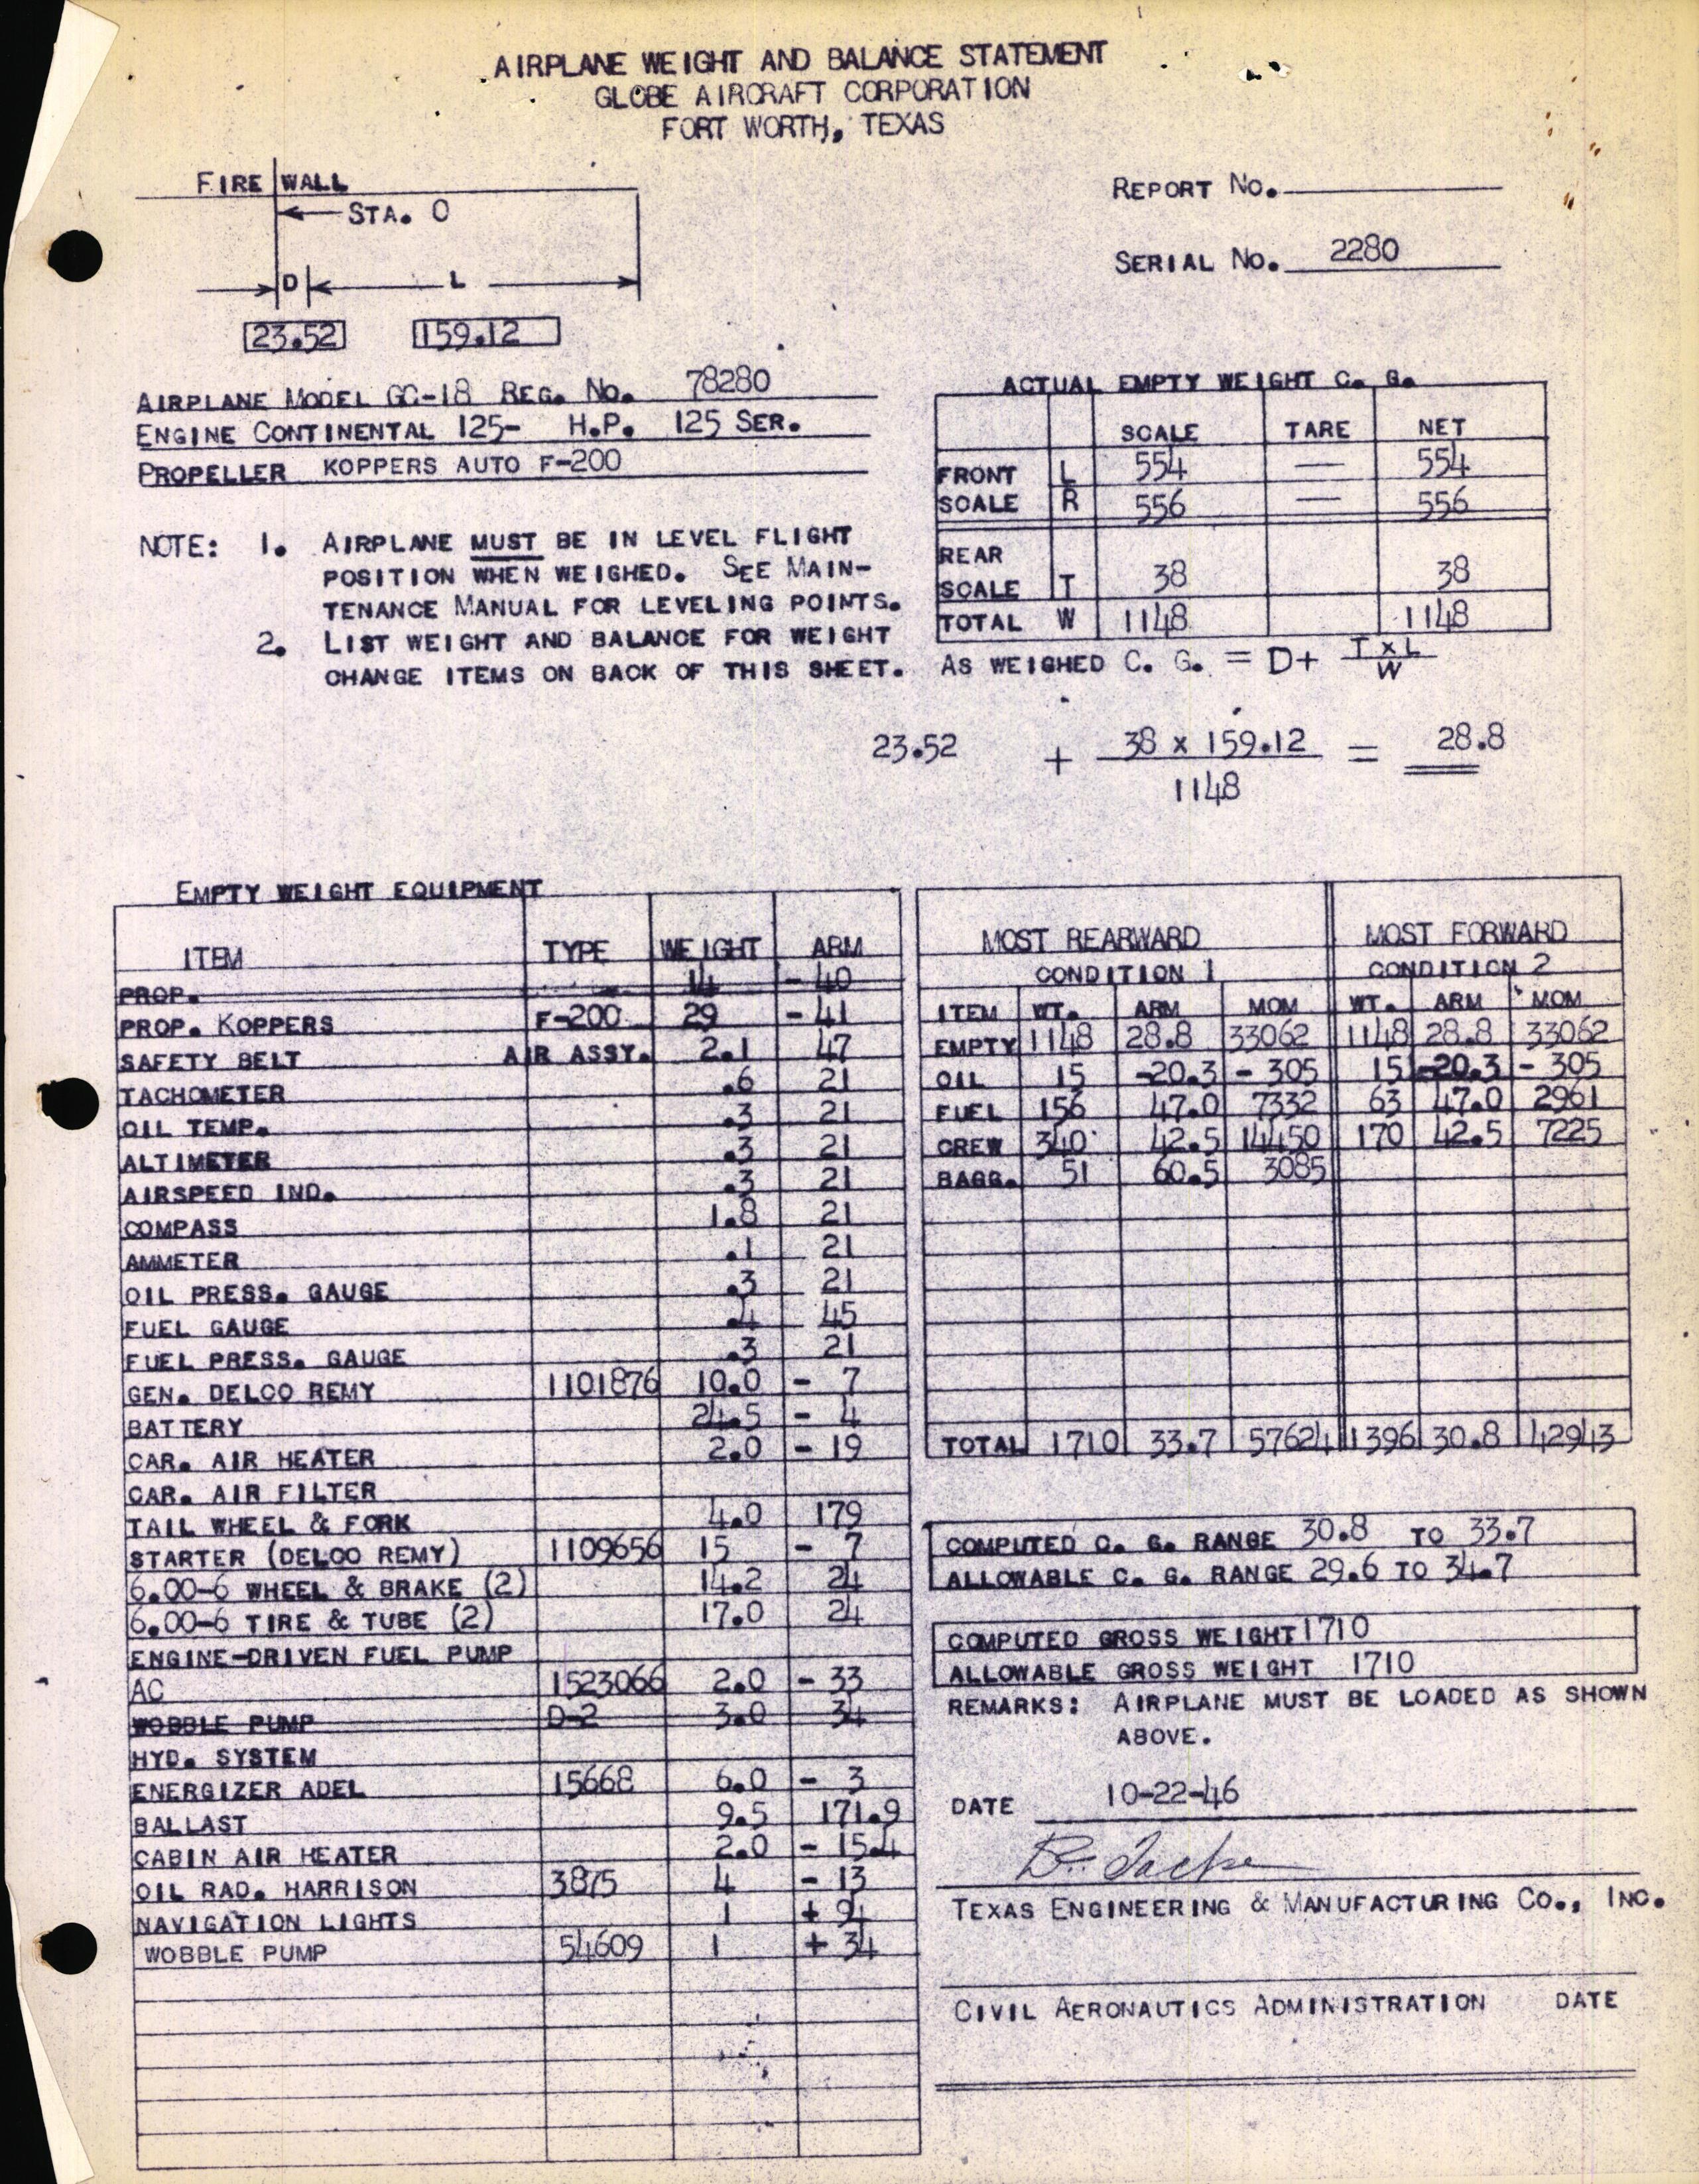 AIRPLANE WEIGHT AND BALANCE STATEMENT
GLOBE AIRCRAFT CORPORATION
FORT WORTH, TEXAS
FIRE WALL
STA. 0
D L
23.52 159.12
REPORT NO.
SERIAL NO. 2280
AIRPLANE MODEL GC-1B REG. NO. 78280
ENGINE CONTINENTAL 125- H.P. 125 SER.
PROPELLER KOPPERS AUTO F-200
NOTE: 1. AIRPLANE MUST BE IN LEVEL FLIGHT
POSITION WHEN WEIGHED. SEE MAIN-
TENANCE MANUAL FOR LEVELING POINTS.
2. LIST WEIGHT AND BALANCE FOR WEIGHT
CHANGE ITEMS ON BACK OF THIS SHEET.
ACTUAL EMPTY WEIGHT C. G.
SCALE TARE NET
FRONT L 554 — 554
SCALE R 556 — 556
REAR
SCALE T 38 38
TOTAL W 1148 1148
AS WEIGHED C. G. = D+ T x L
W
23.52 + 38 x 159.12 = 28.8
1148
EMPTY WEIGHT EQUIPMENT
ITEM TYPE WEIGHT ARM
PROP. 14 - 40
PROP. KOPPERS F-200 29 - 41
SAFETY BELT AIR ASSY. 2.1 47
TACHOMETER .6 21
OIL TEMP. .3 21
ALTIMETER .3 21
AIRSPEED IND. .3 21
COMPASS 1.8 21
AMMETER .1 21
OIL PRESS. GAUGE .3 21
FUEL GAUGE .4 45
FUEL PRESS. GAUGE .3 21
GEN. DELCO REMY 1101876 10.0 - 7
BATTERY 24.5 - 4
CAR. AIR HEATER 2.0 - 19
CAR. AIR FILTER
TAIL WHEEL & FORK 4.0 179
STARTER (DELCO REMY) 1109656 15 - 7
6.00-6 WHEEL & BRAKE (2) 14.2 24
6.00-6 TIRE & TUBE (2) 17.0 24
ENGINE-DRIVEN FUEL PUMP
AC 1523066 2.0 - 33
WOBBLE PUMP D-2 3.0 34
HYD. SYSTEM
ENERGIZER ADEL 15668 6.0 - 3
BALLAST 9.5 171.9
CABIN AIR HEATER 2.0 - 15.4
OIL RAD. HARRISON 3875 4 - 13
NAVIGATION LIGHTS 1 + 94
WOBBLE PUMP 54609 1 + 34
MOST REARWARD MOST FORWARD
CONDITION 1 CONDITION 2
ITEM WT. ARM MOM WT. ARM MOM
EMPTY 1148 28.8 33062 1148 28.8 33062
OIL 15 -20.3 - 305 15 -20.3 - 305
FUEL 156 47.0 7332 63 47.0 2961
CREW 340 42.5 14450 170 42.5 7225
BAGG. 51 60.5 3085
TOTAL 1710 33.7 57624 1396 30.8 42943
COMPUTED C. G. RANGE 30.8 TO 33.7
ALLOWABLE C. G. RANGE 29.6 TO 34.7
COMPUTED GROSS WEIGHT 1710
ALLOWABLE GROSS WEIGHT 1710
REMARKS: AIRPLANE MUST BE LOADED AS SHOWN
ABOVE.
DATE 10-22-46
TEXAS ENGINEERING & MANUFACTURING CO., INC.
CIVIL AERONAUTICS ADMINISTRATION DATE